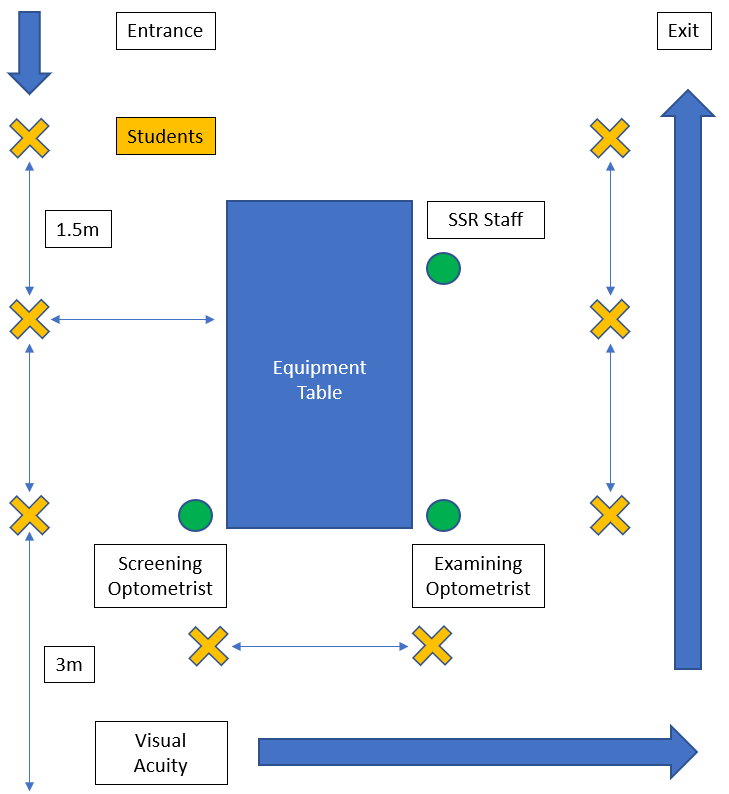 Entrance
Exit
Students
1.5m
SSR Staff
Equipment
Table
Screening
Optometrist
Examining
Optometrist
3m
Visual
Acuity